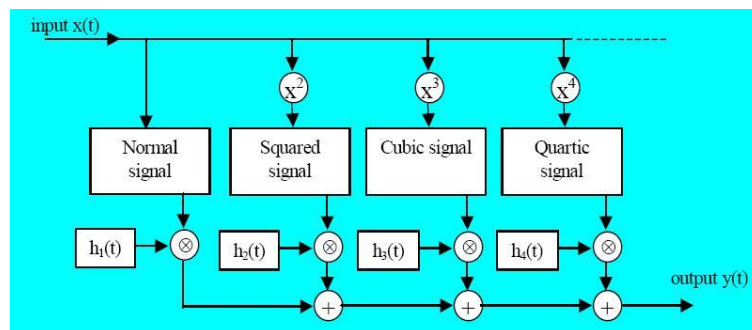 input x(t)
x²
x³
x⁴
Normal
signal
Squared
signal
Cubic signal
Quartic
signal
h₁(t)
⊗
h₂(t)
⊗
h₃(t)
⊗
h₄(t)
⊗
output y(t)
+
+
+